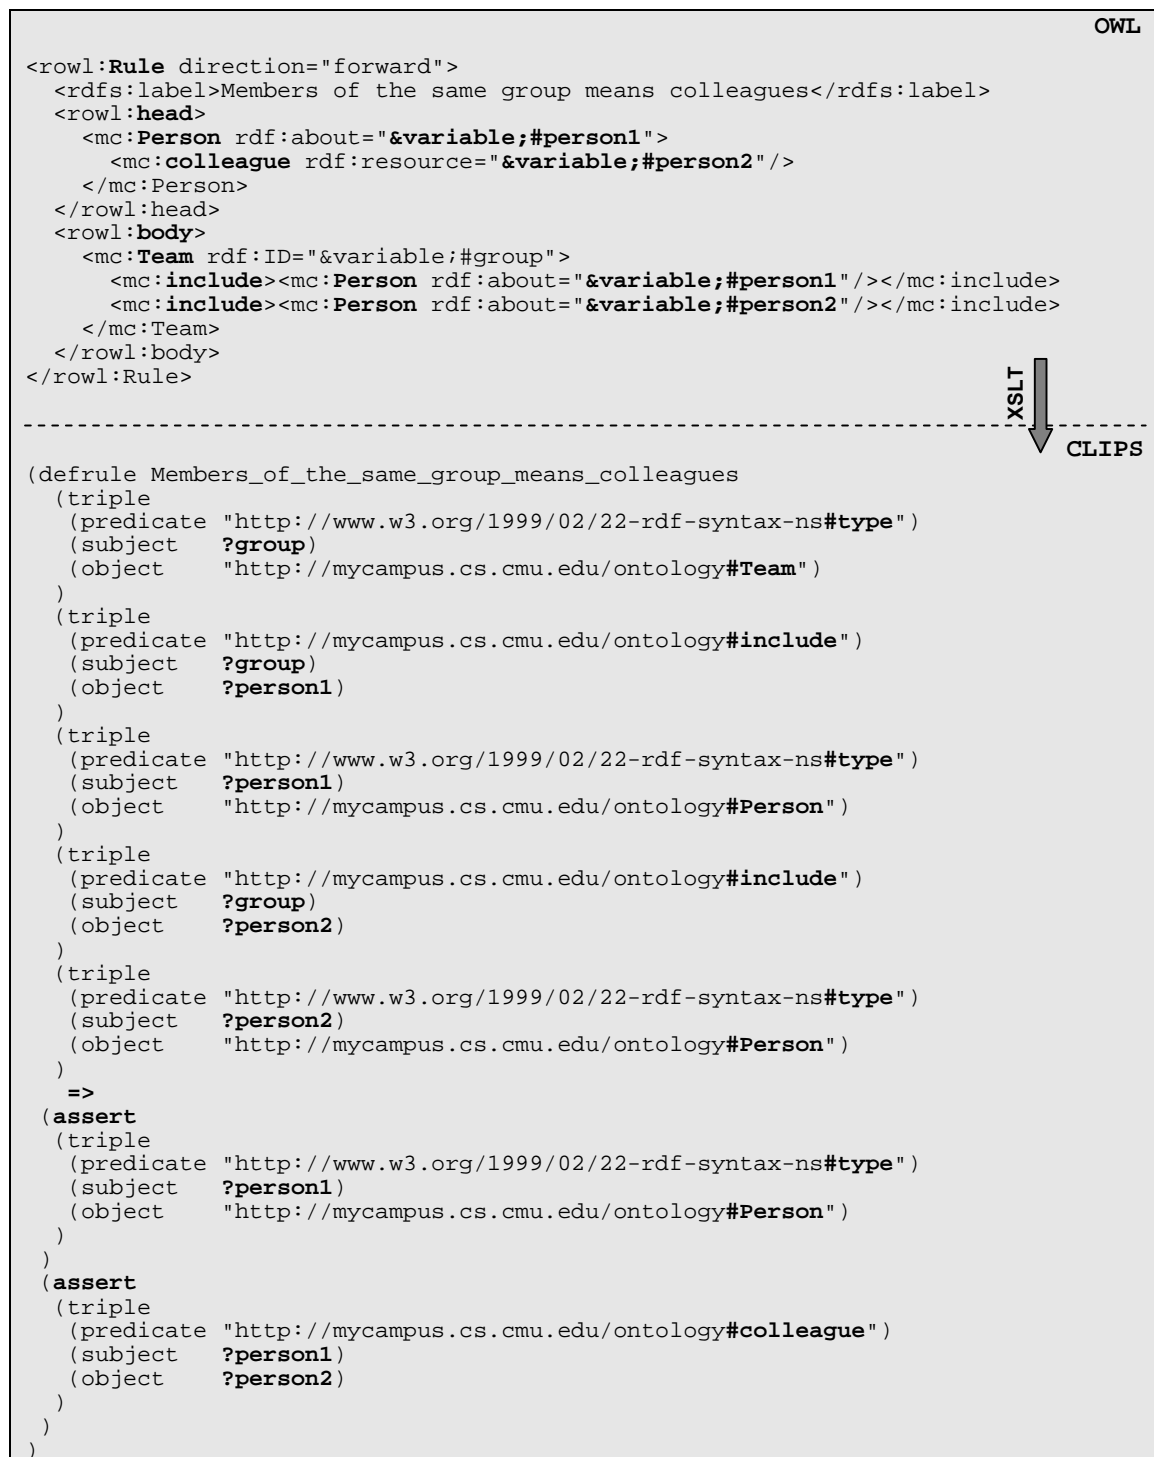 OWL
<rowl:Rule direction="forward">
  <rdfs:label>Members of the same group means colleagues</rdfs:label>
  <rowl:head>
    <mc:Person rdf:about="&variable;#person1">
      <mc:colleague rdf:resource="&variable;#person2"/>
    </mc:Person>
  </rowl:head>
  <rowl:body>
    <mc:Team rdf:ID="&variable;#group">
      <mc:include><mc:Person rdf:about="&variable;#person1"/></mc:include>
      <mc:include><mc:Person rdf:about="&variable;#person2"/></mc:include>
    </mc:Team>
  </rowl:body>
</rowl:Rule>
XSLT
CLIPS
(defrule Members_of_the_same_group_means_colleagues
  (triple
   (predicate "http://www.w3.org/1999/02/22-rdf-syntax-ns#type")
   (subject   ?group)
   (object    "http://mycampus.cs.cmu.edu/ontology#Team")
  )
  (triple
   (predicate "http://mycampus.cs.cmu.edu/ontology#include")
   (subject   ?group)
   (object    ?person1)
  )
  (triple
   (predicate "http://www.w3.org/1999/02/22-rdf-syntax-ns#type")
   (subject   ?person1)
   (object    "http://mycampus.cs.cmu.edu/ontology#Person")
  )
  (triple
   (predicate "http://mycampus.cs.cmu.edu/ontology#include")
   (subject   ?group)
   (object    ?person2)
  )
  (triple
   (predicate "http://www.w3.org/1999/02/22-rdf-syntax-ns#type")
   (subject   ?person2)
   (object    "http://mycampus.cs.cmu.edu/ontology#Person")
  )
   =>
 (assert
  (triple
   (predicate "http://www.w3.org/1999/02/22-rdf-syntax-ns#type")
   (subject   ?person1)
   (object    "http://mycampus.cs.cmu.edu/ontology#Person")
  )
 )
 (assert
  (triple
   (predicate "http://mycampus.cs.cmu.edu/ontology#colleague")
   (subject   ?person1)
   (object    ?person2)
  )
 )
)